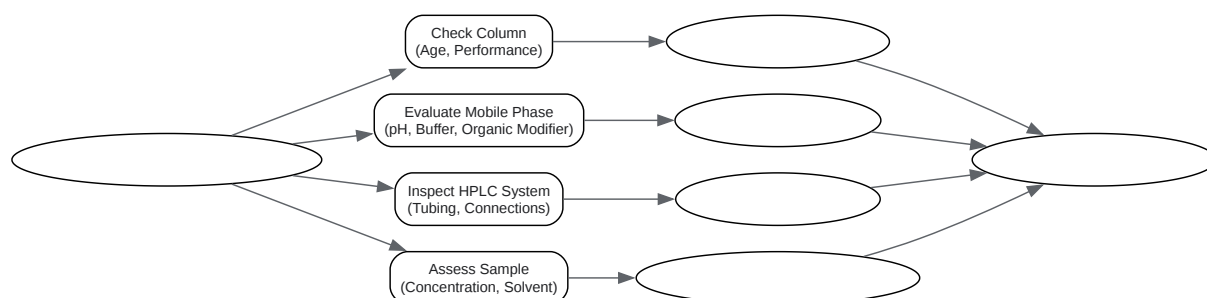 Check Column
(Age, Performance)
Evaluate Mobile Phase
(pH, Buffer, Organic Modifier)
Inspect HPLC System
(Tubing, Connections)
Assess Sample
(Concentration, Solvent)